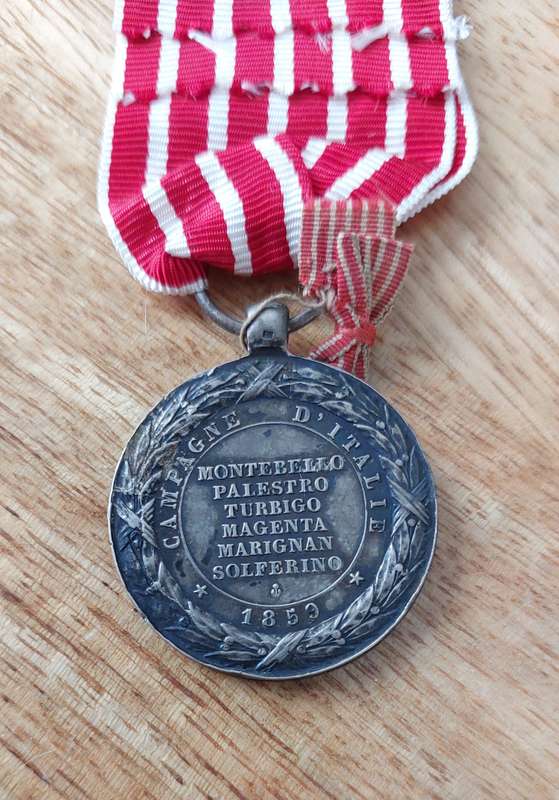 CAMPAGNE D'ITALIE
MONTEBELLO
PALESTRO
TURBIGO
MAGENTA
MARIGNAN
SOLFERINO
1859